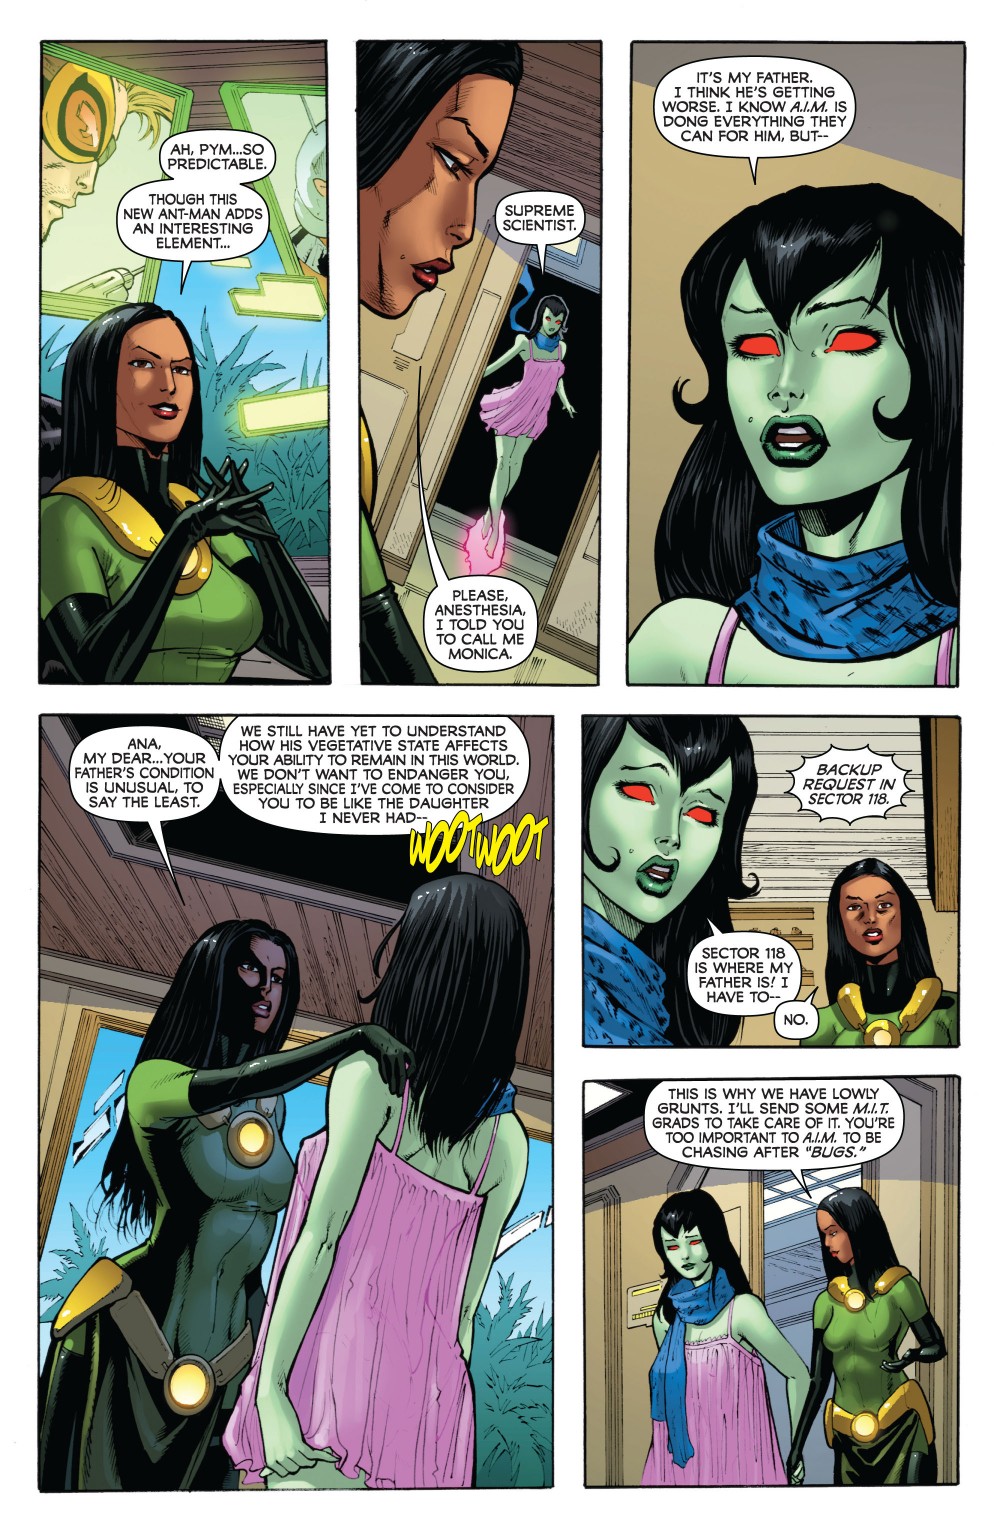 AH, PYM...SO
PREDICTABLE.
THOUGH THIS
NEW ANT-MAN ADDS
AN INTERESTING
ELEMENT...
SUPREME
SCIENTIST.
PLEASE,
ANESTHESIA,
I TOLD YOU
TO CALL ME
MONICA.
IT'S MY FATHER.
I THINK HE'S GETTING
WORSE. I KNOW A.I.M. IS
DONG EVERYTHING THEY
CAN FOR HIM, BUT--
ANA,
MY DEAR...YOUR
FATHER'S CONDITION
IS UNUSUAL, TO
SAY THE LEAST.
WE STILL HAVE YET TO UNDERSTAND
HOW HIS VEGETATIVE STATE AFFECTS
YOUR ABILITY TO REMAIN IN THIS WORLD.
WE DON'T WANT TO ENDANGER YOU,
ESPECIALLY SINCE I'VE COME TO CONSIDER
YOU TO BE LIKE THE DAUGHTER
I NEVER HAD--
WOOT WOOT
BACKUP
REQUEST IN
SECTOR 118.
SECTOR 118
IS WHERE MY
FATHER IS! I
HAVE TO--
NO.
THIS IS WHY WE HAVE LOWLY
GRUNTS. I'LL SEND SOME M.I.T.
GRADS TO TAKE CARE OF IT. YOU'RE
TOO IMPORTANT TO A.I.M. TO BE
CHASING AFTER "BUGS."